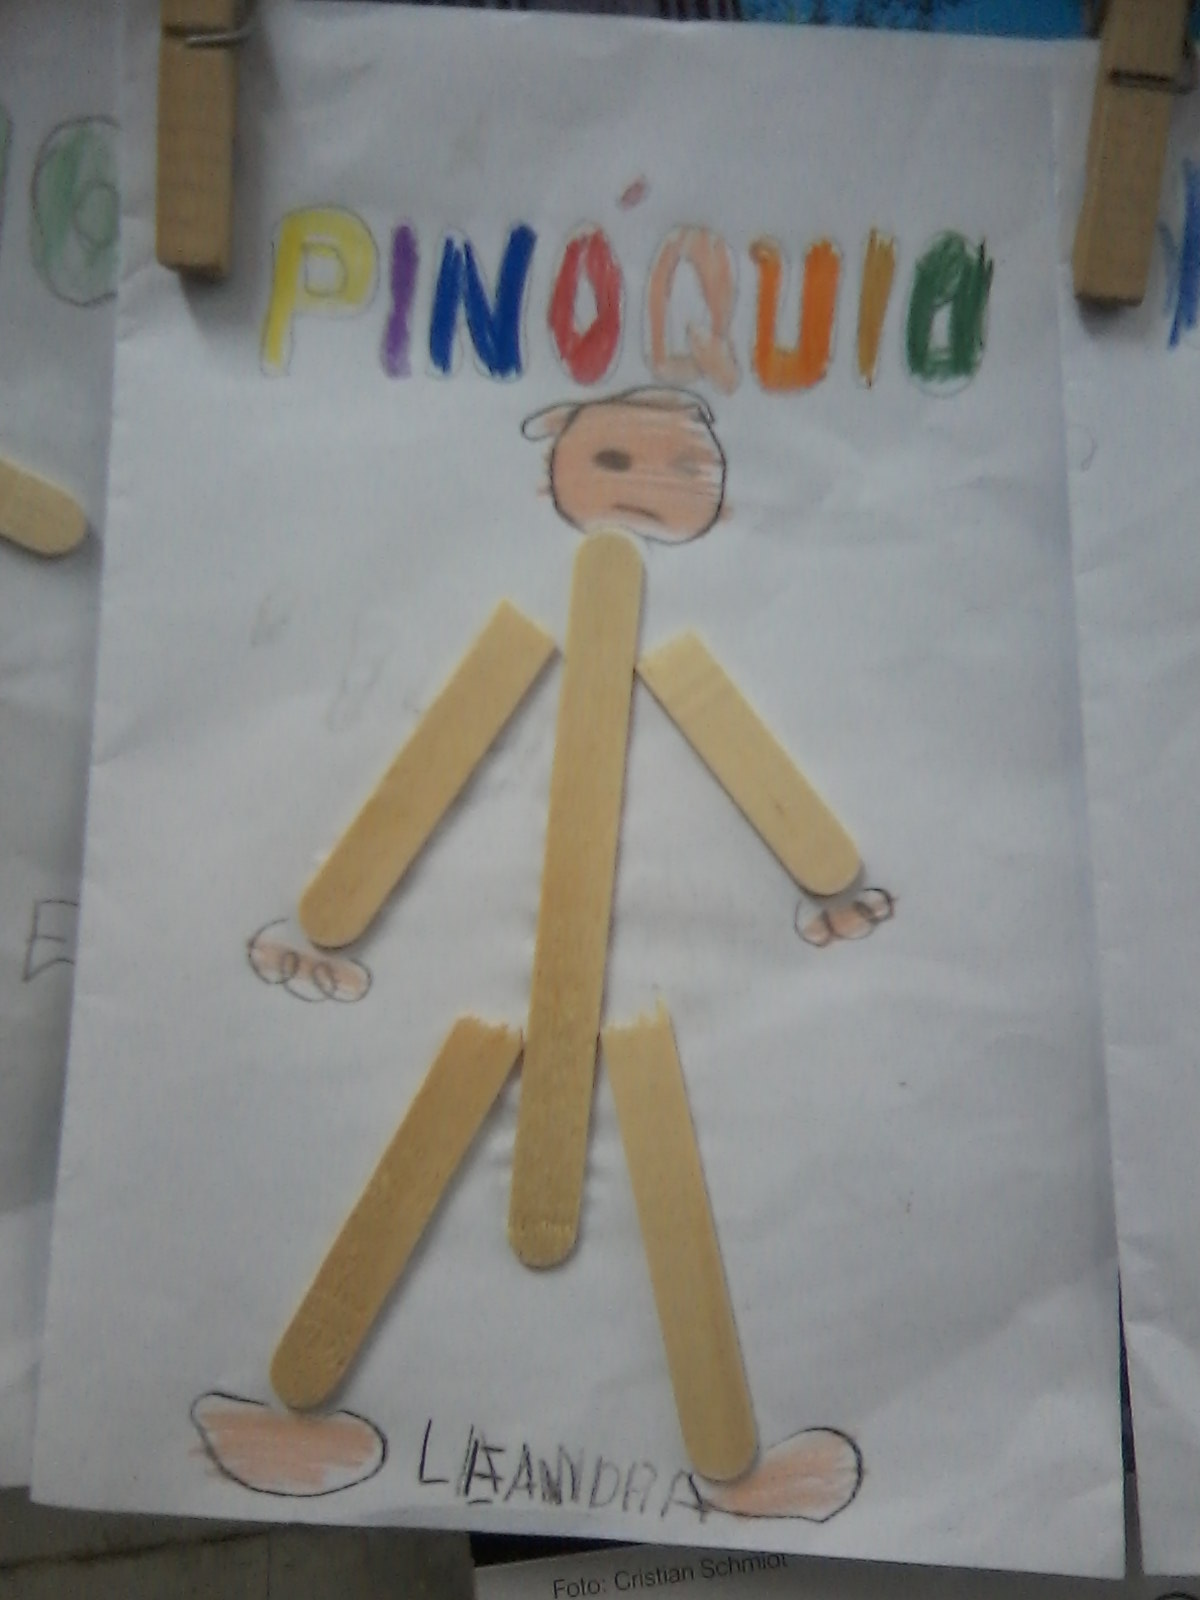 PINÓQUIO
LEANDRA
Foto: Cristian Schmidt